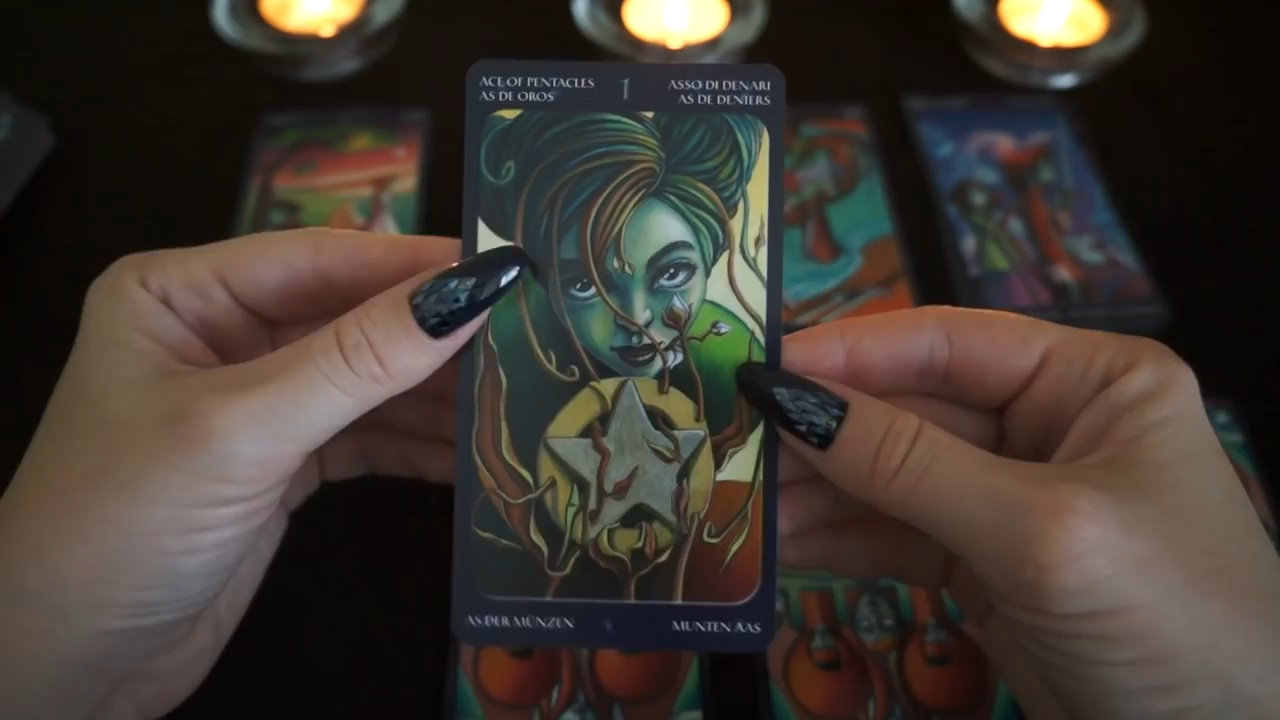 ACE OF PENTACLES
AS DE OROS
1
ASSO DI DENARI
AS DE DENIERS
AS DER MÜNZEN
MUNTEN AAS